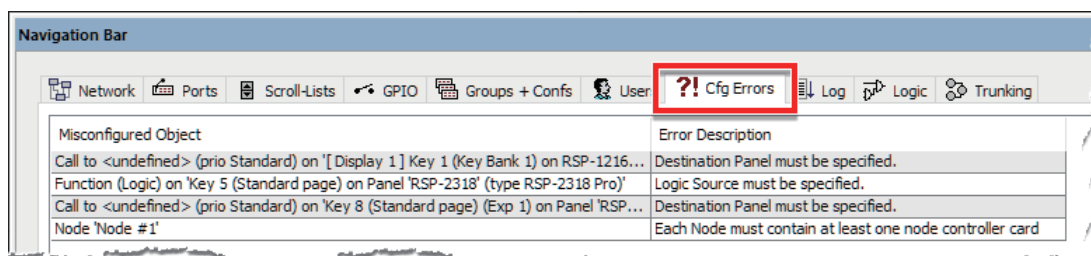 Navigation Bar
Network Ports Scroll-Lists GPIO Groups + Confs User ?! Cfg Errors Log Logic Trunking
Misconfigured Object Error Description
Call to <undefined> (prio Standard) on '[ Display 1 ] Key 1 (Key Bank 1) on RSP-1216... Destination Panel must be specified.
Function (Logic) on 'Key 5 (Standard page) on Panel 'RSP-2318' (type RSP-2318 Pro)' Logic Source must be specified.
Call to <undefined> (prio Standard) on 'Key 8 (Standard page) (Exp 1) on Panel 'RSP... Destination Panel must be specified.
Node 'Node #1' Each Node must contain at least one node controller card